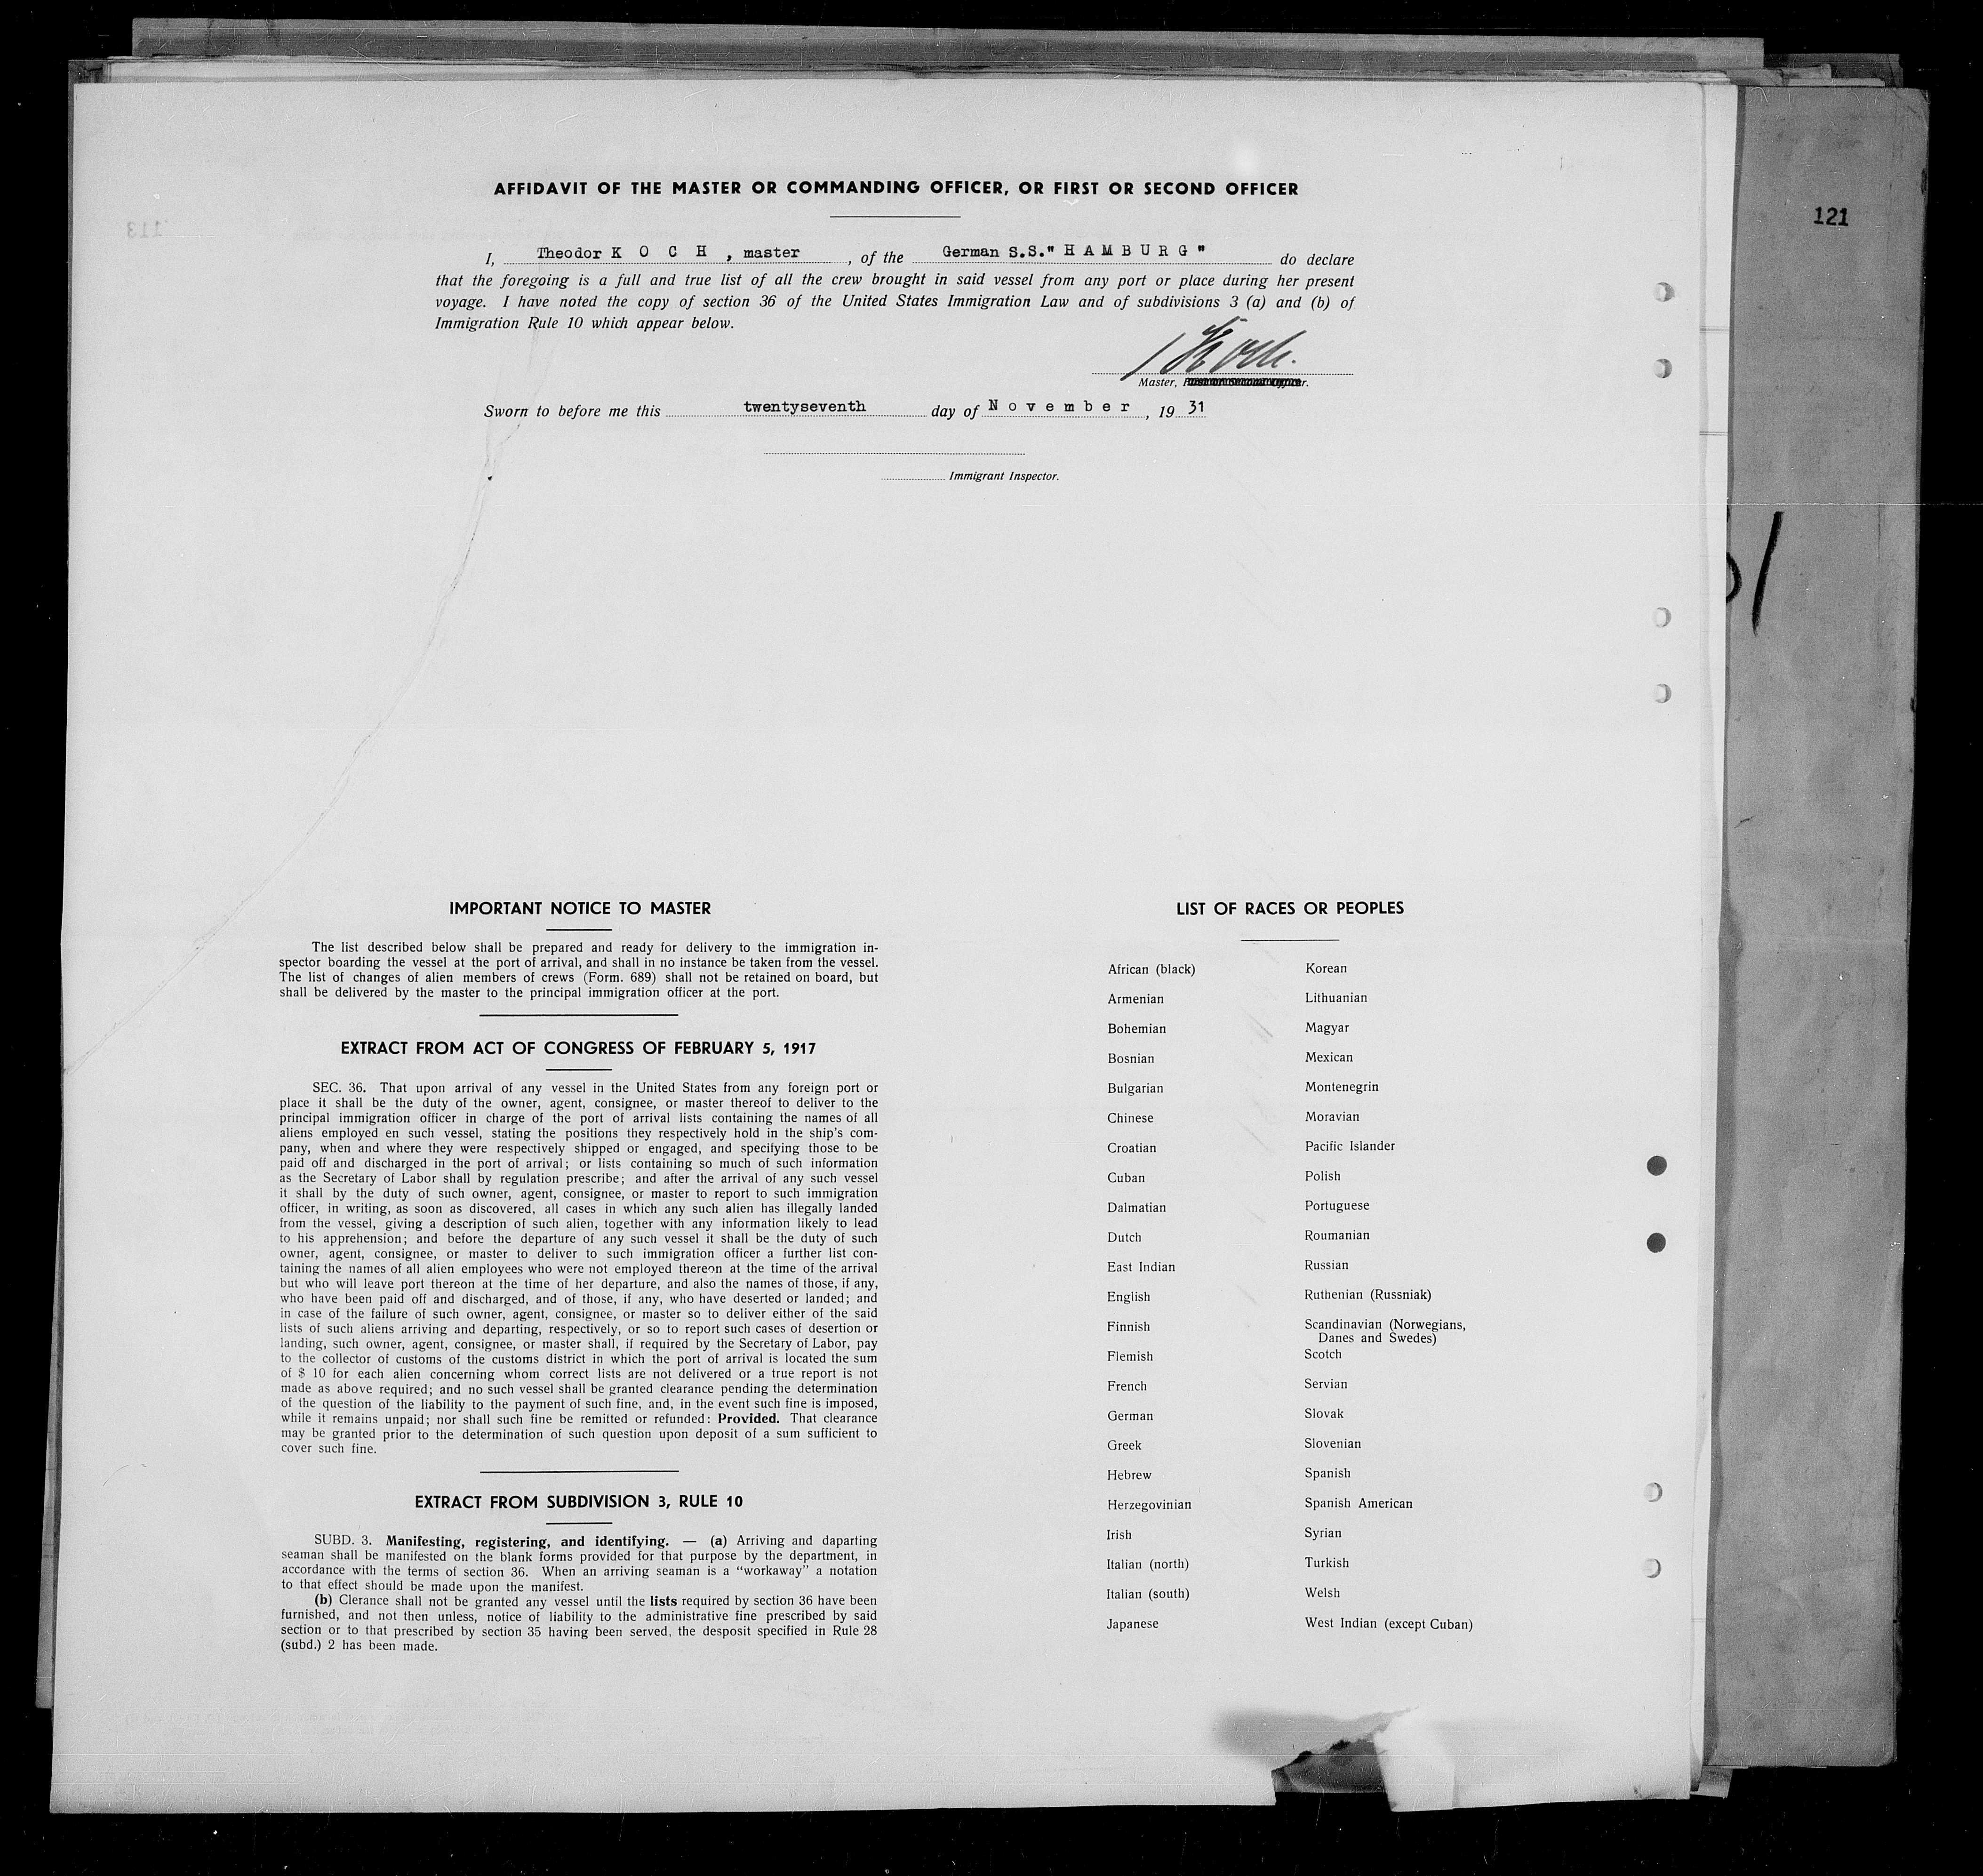 AFFIDAVIT OF THE MASTER OR COMMANDING OFFICER, OR FIRST OR SECOND OFFICER
121
113
I, Theodor K O C H , master , of the German S.S." H A M B U R G " do declare
that the foregoing is a full and true list of all the crew brought in said vessel from any port or place during her present
voyage. I have noted the copy of section 36 of the United States Immigration Law and of subdivisions 3 (a) and (b) of
Immigration Rule 10 which appear below.
Koch.
Master,
Sworn to before me this twentyseventh day of N o v e m b e r , 19 31
Immigrant Inspector.
IMPORTANT NOTICE TO MASTER
The list described below shall be prepared and ready for delivery to the immigration in-
spector boarding the vessel at the port of arrival, and shall in no instance be taken from the vessel.
The list of changes of alien members of crews (Form. 689) shall not be retained on board, but
shall be delivered by the master to the principal immigration officer at the port.
EXTRACT FROM ACT OF CONGRESS OF FEBRUARY 5, 1917
SEC. 36. That upon arrival of any vessel in the United States from any foreign port or
place it shall be the duty of the owner, agent, consignee, or master thereof to deliver to the
principal immigration officer in charge of the port of arrival lists containing the names of all
aliens employed en such vessel, stating the positions they respectively hold in the ship's com-
pany, when and where they were respectively shipped or engaged, and specifying those to be
paid off and discharged in the port of arrival; or lists containing so much of such information
as the Secretary of Labor shall by regulation prescribe; and after the arrival of any such vessel
it shall by the duty of such owner, agent, consignee, or master to report to such immigration
officer, in writing, as soon as discovered, all cases in which any such alien has illegally landed
from the vessel, giving a description of such alien, together with any information likely to lead
to his apprehension; and before the departure of any such vessel it shall be the duty of such
owner, agent, consignee, or master to deliver to such immigration officer a further list con-
taining the names of all alien employees who were not employed thereon at the time of the arrival
but who will leave port thereon at the time of her departure, and also the names of those, if any,
who have been paid off and discharged, and of those, if any, who have deserted or landed; and
in case of the failure of such owner, agent, consignee, or master so to deliver either of the said
lists of such aliens arriving and departing, respectively, or so to report such cases of desertion or
landing, such owner, agent, consignee, or master shall, if required by the Secretary of Labor, pay
to the collector of customs of the customs district in which the port of arrival is located the sum
of $ 10 for each alien concerning whom correct lists are not delivered or a true report is not
made as above required; and no such vessel shall be granted clearance pending the determination
of the question of the liability to the payment of such fine, and, in the event such fine is imposed,
while it remains unpaid; nor shall such fine be remitted or refunded: Provided. That clearance
may be granted prior to the determination of such question upon deposit of a sum sufficient to
cover such fine.
EXTRACT FROM SUBDIVISION 3, RULE 10
SUBD. 3. Manifesting, registering, and identifying. — (a) Arriving and daparting
seaman shall be manifested on the blank forms provided for that purpose by the department, in
accordance with the terms of section 36. When an arriving seaman is a "workaway" a notation
to that effect should be made upon the manifest.
(b) Clerance shall not be granted any vessel until the lists required by section 36 have been
furnished, and not then unless, notice of liability to the administrative fine prescribed by said
section or to that prescribed by section 35 having been served, the desposit specified in Rule 28
(subd.) 2 has been made.
LIST OF RACES OR PEOPLES
African (black)
Armenian
Bohemian
Bosnian
Bulgarian
Chinese
Croatian
Cuban
Dalmatian
Dutch
East Indian
English
Finnish
Flemish
French
German
Greek
Hebrew
Herzegovinian
Irish
Italian (north)
Italian (south)
Japanese
Korean
Lithuanian
Magyar
Mexican
Montenegrin
Moravian
Pacific Islander
Polish
Portuguese
Roumanian
Russian
Ruthenian (Russniak)
Scandinavian (Norwegians,
Danes and Swedes)
Scotch
Servian
Slovak
Slovenian
Spanish
Spanish American
Syrian
Turkish
Welsh
West Indian (except Cuban)